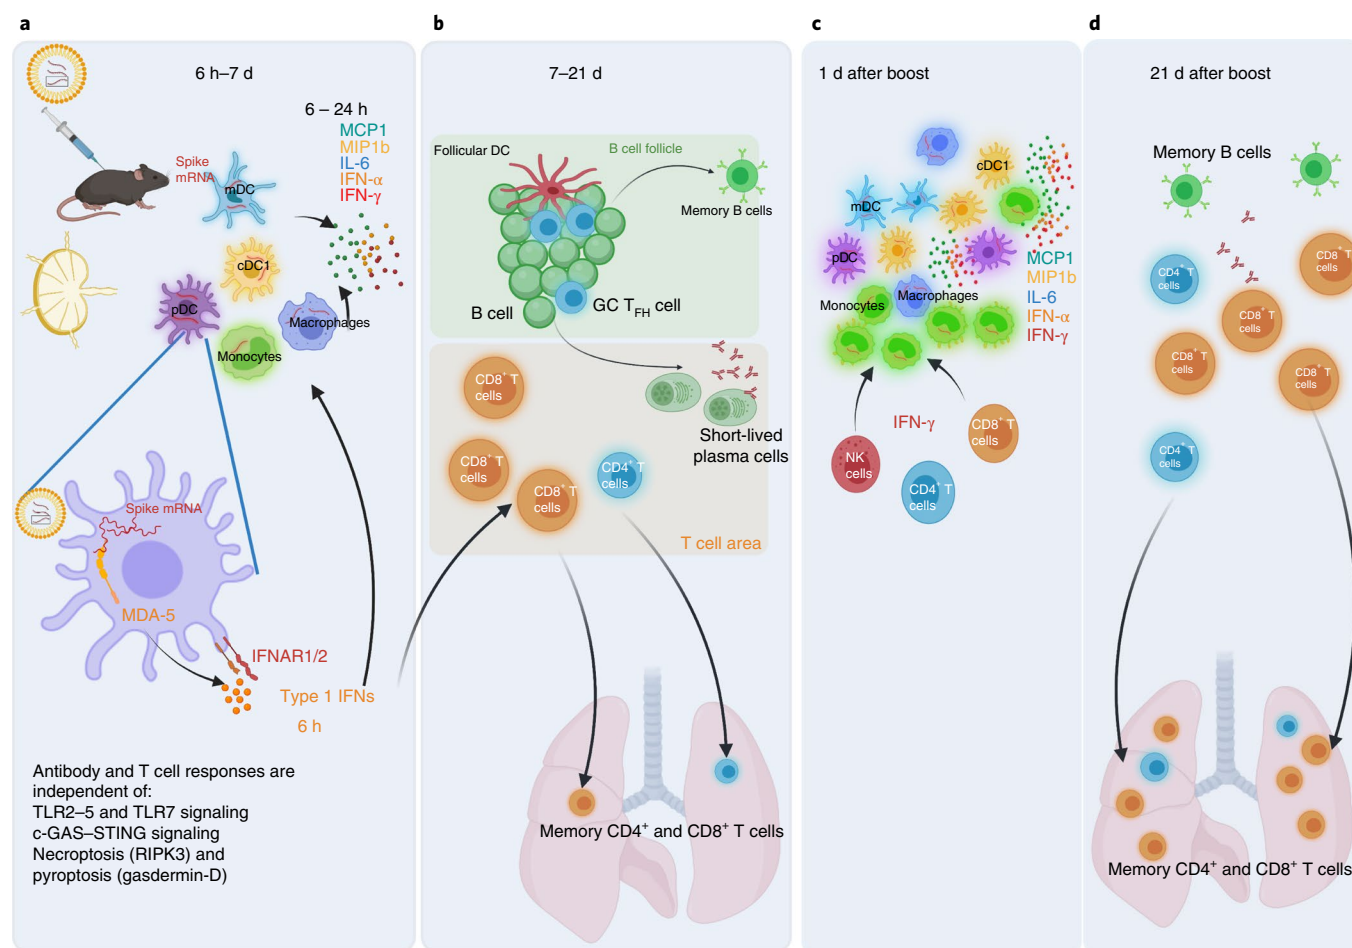 a
6 h–7 d
6 – 24 h
MCP1
MIP1b
IL-6
IFN-α
IFN-γ
Spike
mRNA
mDC
cDC1
pDC
Macrophages
Monocytes
Spike mRNA
MDA-5
IFNAR1/2
Type 1 IFNs
6 h
Antibody and T cell responses are
independent of:
TLR2–5 and TLR7 signaling
c-GAS–STING signaling
Necroptosis (RIPK3) and
pyroptosis (gasdermin-D)
b
7–21 d
Follicular DC
B cell follicle
Memory B cells
B cell
GC TFH cell
CD8+ T
cells
Short-lived
plasma cells
CD8+ T
cells
CD4+ T
cells
CD8+ T
cells
T cell area
Memory CD4+ and CD8+ T cells
c
1 d after boost
cDC1
mDC
pDC
MCP1
MIP1b
IL-6
IFN-α
IFN-γ
Monocytes
Macrophages
IFN-γ
CD8+ T
cells
NK
cells
CD4+ T
cells
d
21 d after boost
Memory B cells
CD8+ T
cells
CD4+ T
cells
CD8+ T
cells
CD8+ T
cells
CD8+ T
cells
CD4+ T
cells
Memory CD4+ and CD8+ T cells